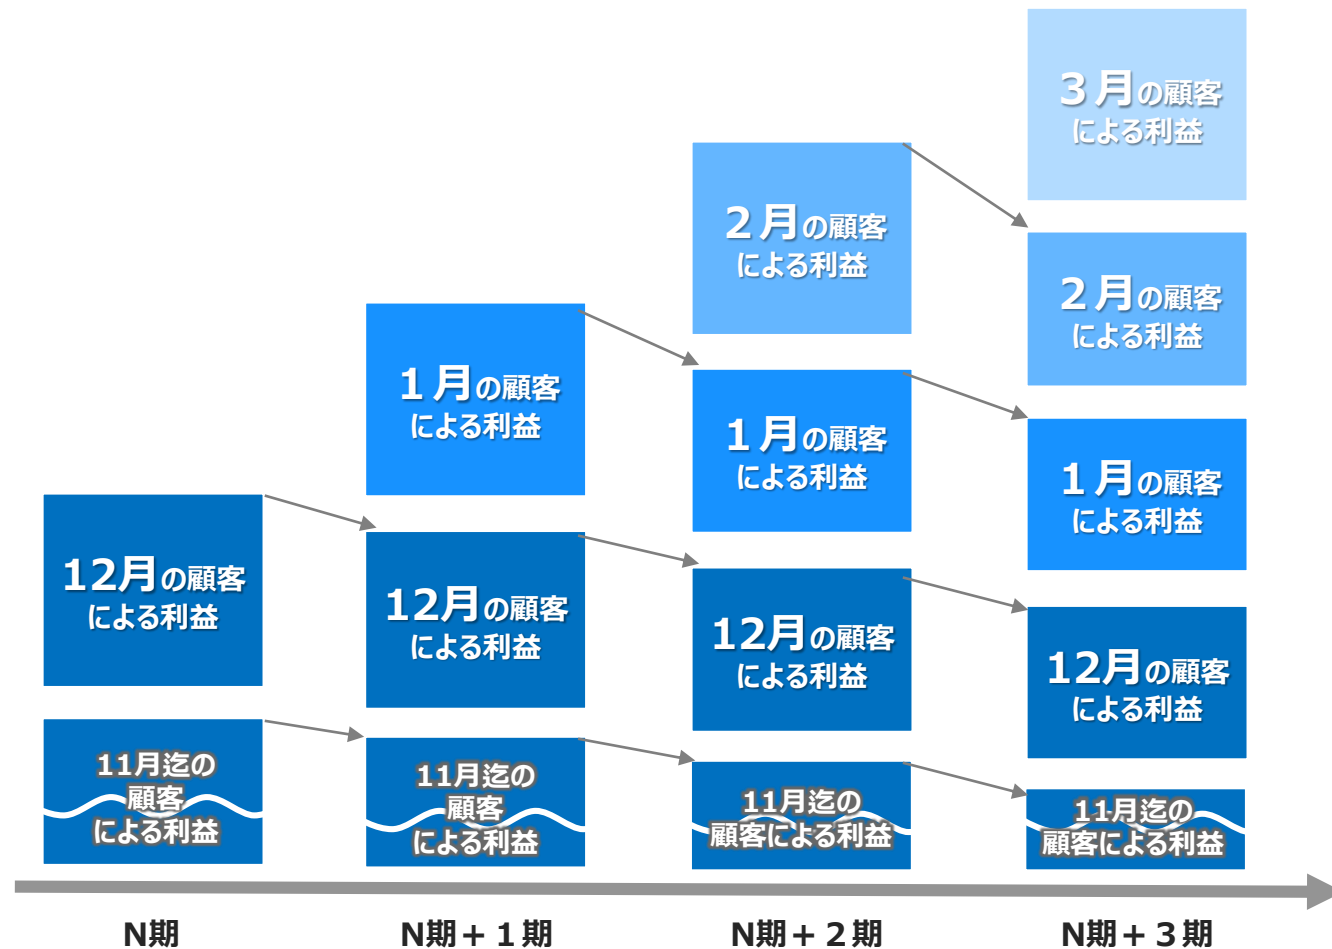 12月の顧客
による利益
11月迄の
顧客
による利益
N期
１月の顧客
による利益
12月の顧客
による利益
11月迄の
顧客
による利益
N期＋１期
２月の顧客
による利益
１月の顧客
による利益
12月の顧客
による利益
11月迄の
顧客による利益
N期＋２期
３月の顧客
による利益
２月の顧客
による利益
１月の顧客
による利益
12月の顧客
による利益
11月迄の
顧客による利益
N期＋３期